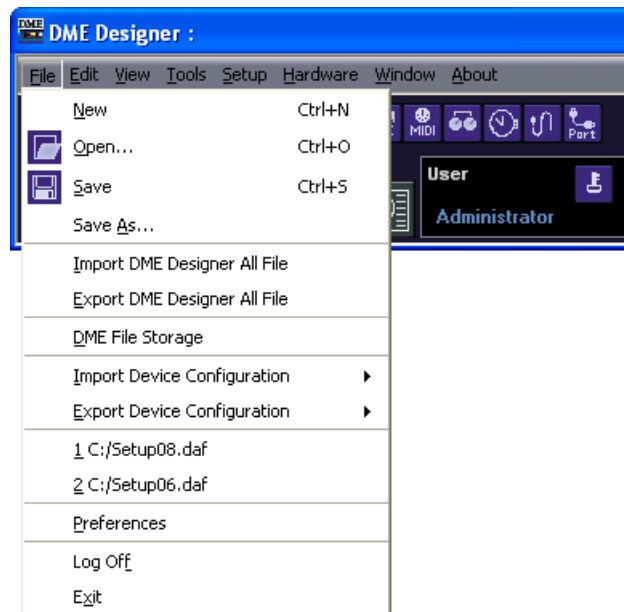 DME Designer :
File Edit View Tools Setup Hardware Window About
New Ctrl+N
Open... Ctrl+O
Save Ctrl+S
Save As...
Import DME Designer All File
Export DME Designer All File
DME File Storage
Import Device Configuration
Export Device Configuration
1 C:/Setup08.daf
2 C:/Setup06.daf
Preferences
Log Off
Exit
MIDI
Port
User
Administrator